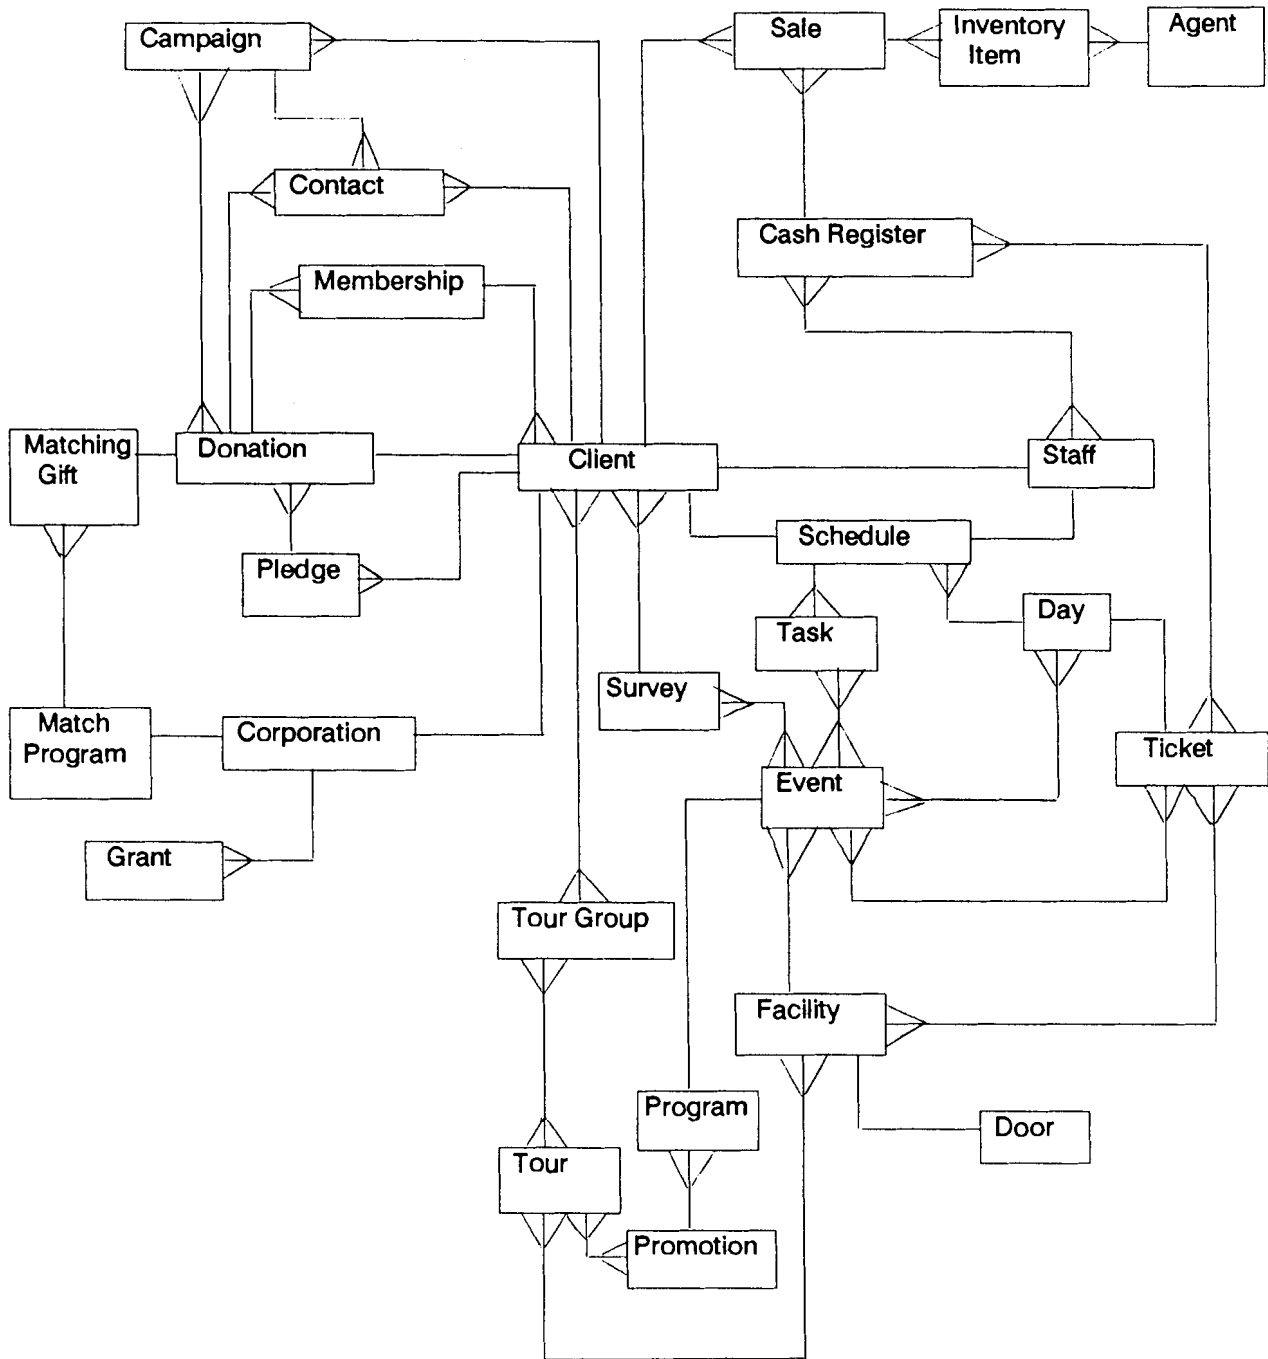 Campaign
Sale
Inventory
Item
Agent
Contact
Cash Register
Membership
Matching
Gift
Donation
Client
Staff
Schedule
Pledge
Day
Task
Survey
Match
Program
Corporation
Ticket
Event
Grant
Tour Group
Facility
Program
Door
Tour
Promotion